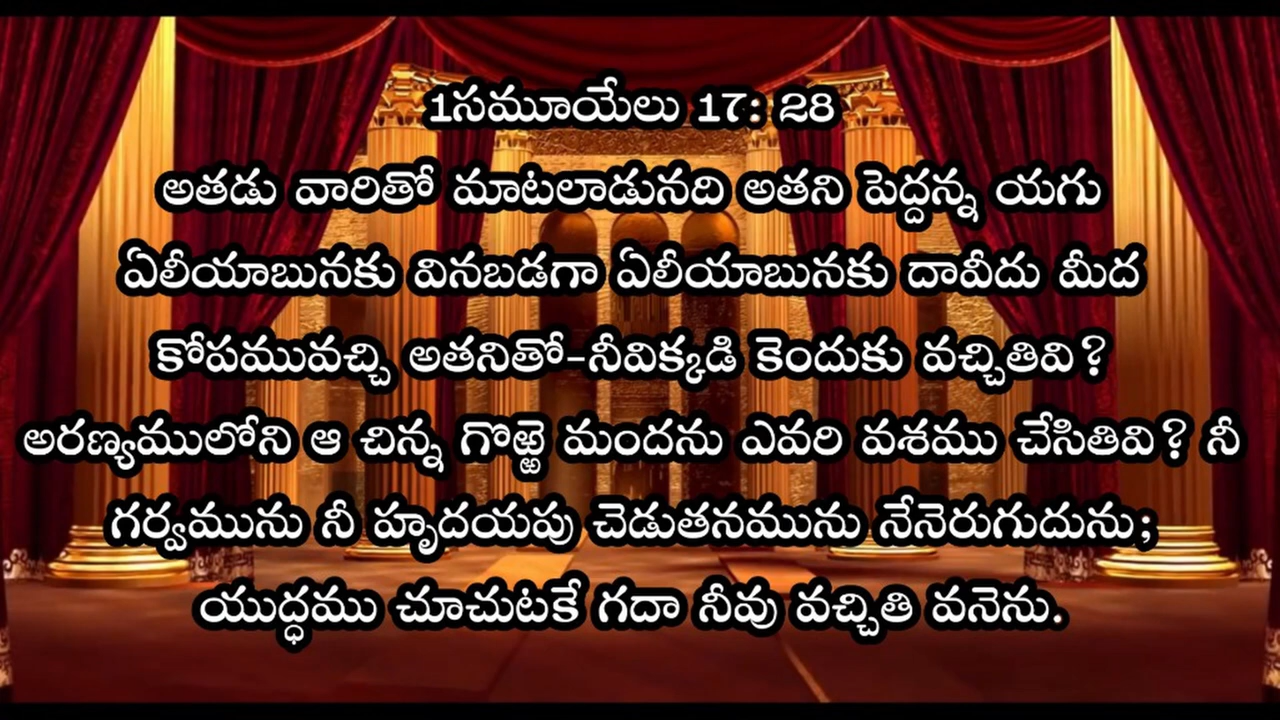 1సమూయేలు 17: 28
అతడు వారితో మాటలాడునది అతని పెద్దన్న యగు
ఏలీయాబునకు వినబడగా ఏలీయాబునకు దావీదు మీద
కోపమువచ్చి అతనితో-నీవిక్కడి కెందుకు వచ్చితివి?
అరణ్యములోని ఆ చిన్న గొఱ్ఱె మందను ఎవరి వశము చేసితివి? నీ
గర్వమును నీ హృదయపు చెడుతనమును నేనెరుగుదును;
యుద్ధము చూచుటకే గదా నీవు వచ్చితి వనెను.